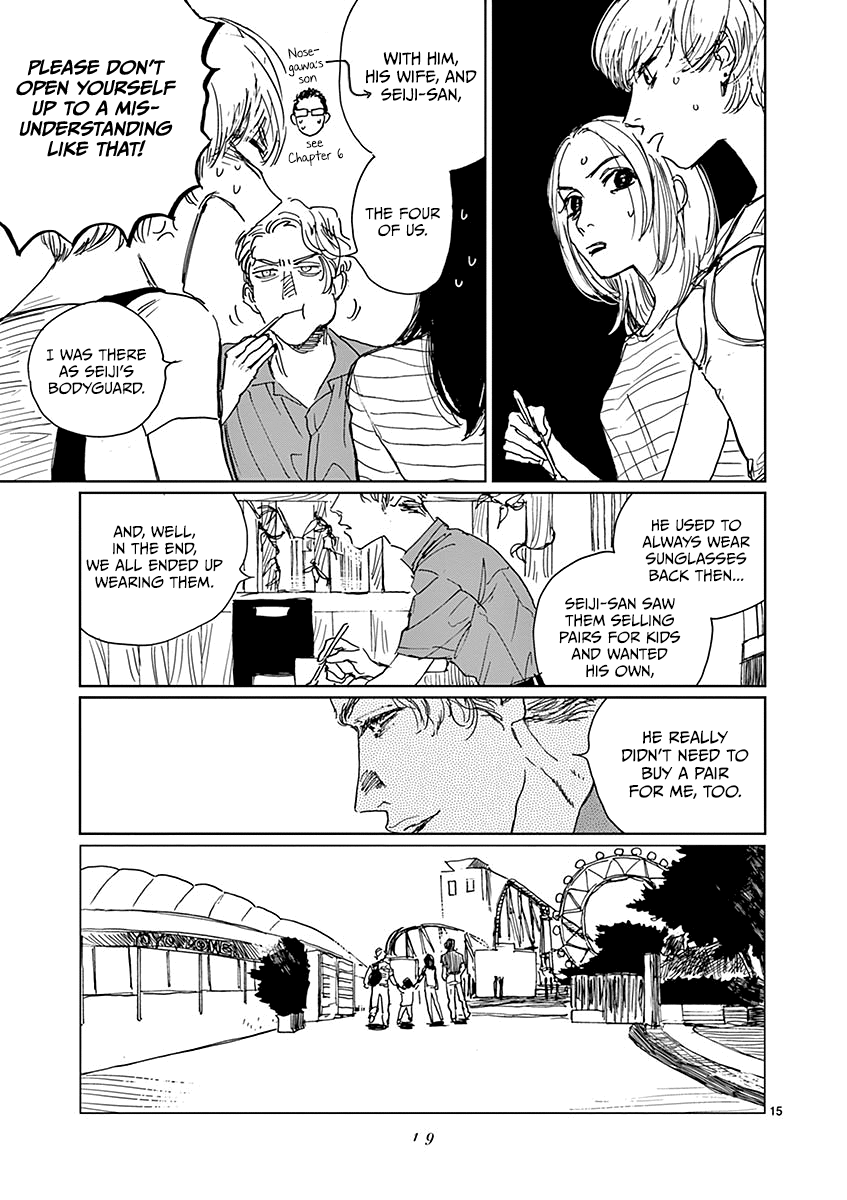 WITH HIM,
HIS WIFE, AND
SEIJI-SAN,
Nose-
gawa's
son
see
Chapter 6
THE FOUR
OF US.
PLEASE DON'T
OPEN YOURSELF
UP TO A MIS-
UNDERSTANDING
LIKE THAT!
I WAS THERE
AS SEIJI'S
BODYGUARD.
HE USED TO
ALWAYS WEAR
SUNGLASSES
BACK THEN...
SEIJI-SAN SAW
THEM SELLING
PAIRS FOR KIDS
AND WANTED
HIS OWN,
AND, WELL,
IN THE END,
WE ALL ENDED UP
WEARING THEM.
HE REALLY
DIDN'T NEED TO
BUY A PAIR
FOR ME, TOO.
15
19